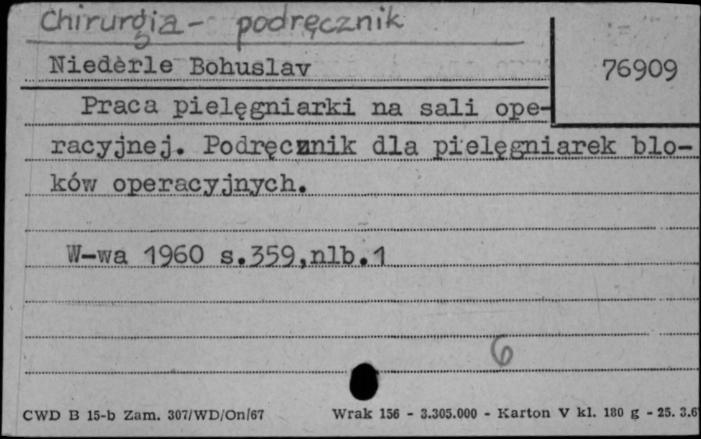 Chirurgia - podręcznik
Niederle Bohuslav
76909
Praca pielęgniarki na sali ope-
racyjnej. Podręcznik dla pielęgniarek blo-
ków operacyjnych.
W-wa 1960 s.359,nlb.1
6
CWD B 15-b Zam. 307/WD/On/67 Wrak 156 - 3.305.000 - Karton V kl. 180 g - 25. 3.6